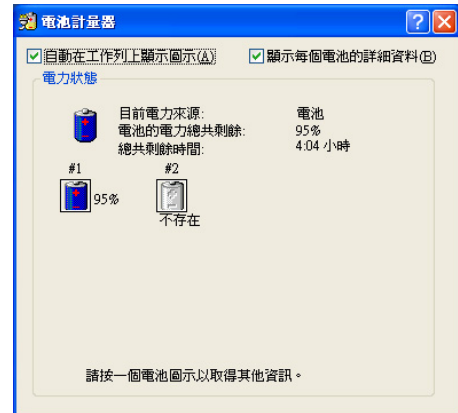 電池計量器
自動在工作列上顯示圖示(A) 顯示每個電池的詳細資料(B)
電力狀態
目前電力來源: 電池
電池的電力總共剩餘: 95%
總共剩餘時間: 4:04 小時
#1 #2
95%
不存在
請按一個電池圖示以取得其他資訊。